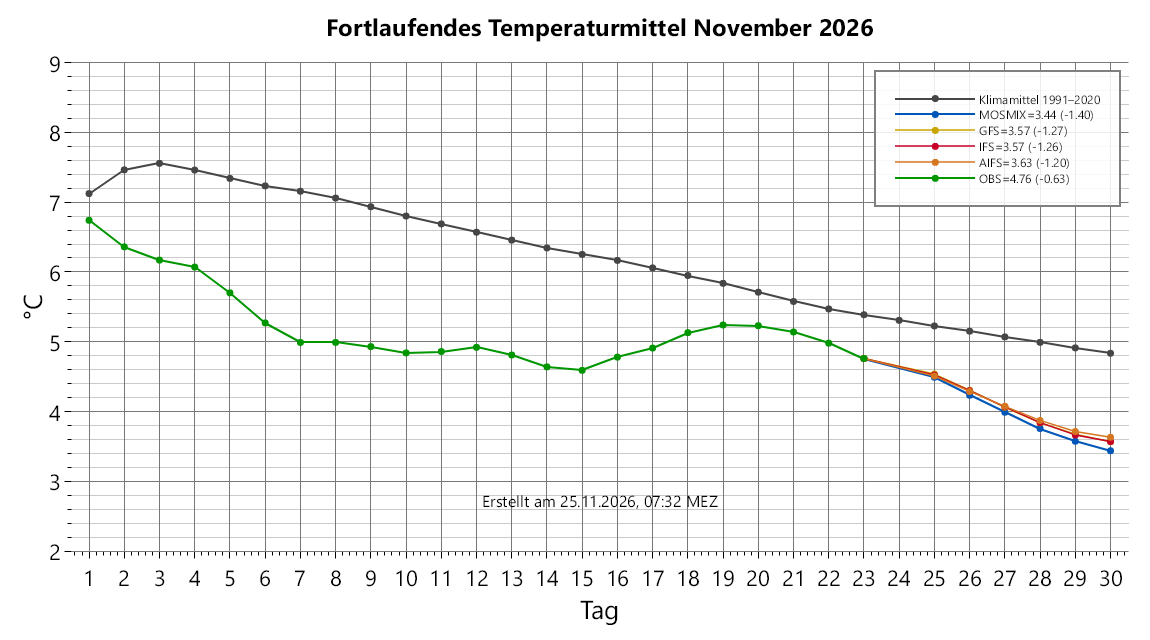 Fortlaufendes Temperaturmittel November 2026
9
8
7
6
5
4
3
2
°C
Klimamittel 1991–2020
MOSMIX=3.44 (-1.40)
GFS=3.57 (-1.27)
IFS=3.57 (-1.26)
AIFS=3.63 (-1.20)
OBS=4.76 (-0.63)
Erstellt am 25.11.2026, 07:32 MEZ
1 2 3 4 5 6 7 8 9 10 11 12 13 14 15 16 17 18 19 20 21 22 23 24 25 26 27 28 29 30
Tag